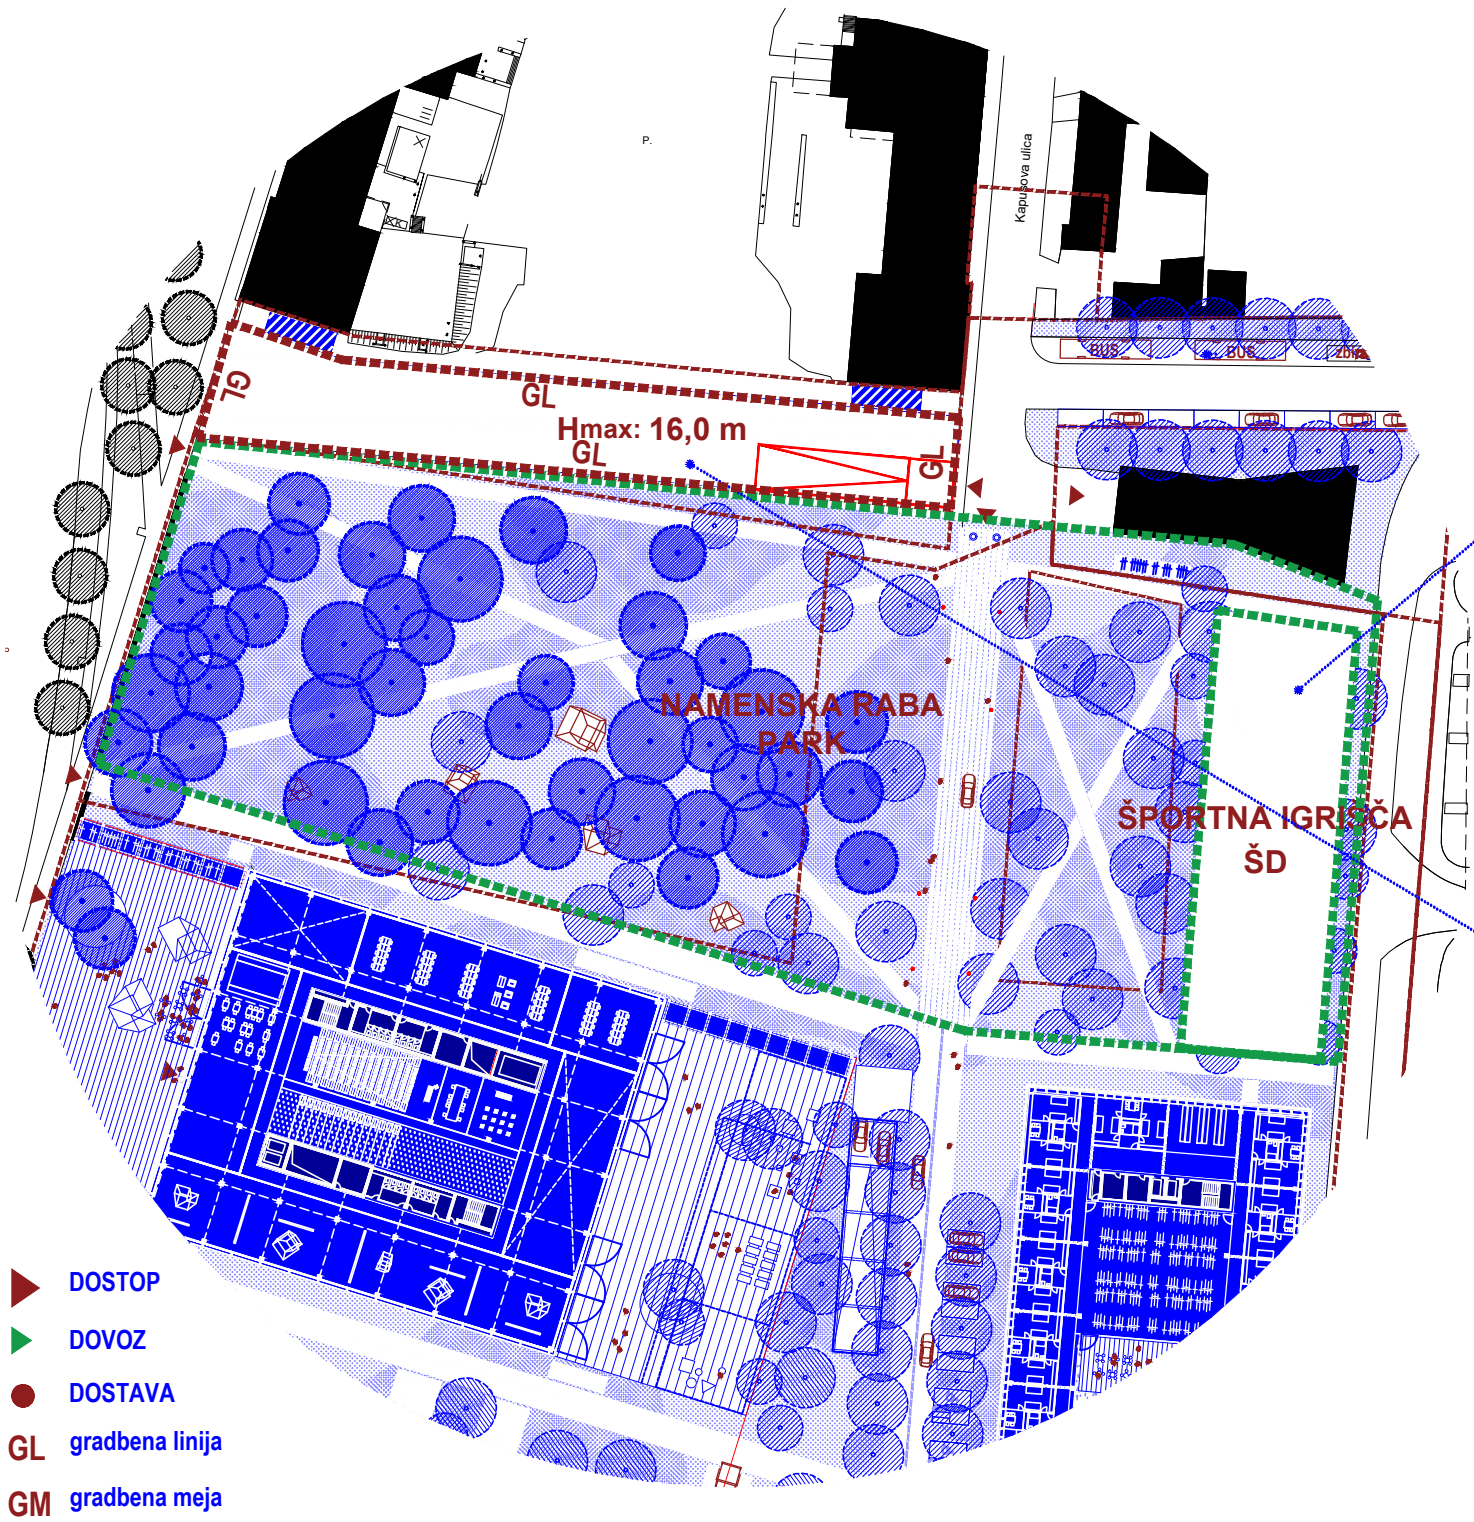 P.
Kapusova ulica
BUS
BUS
GL
GL
Hmax: 16,0 m
GL
GL
NAMENSKA RABA
PARK
ŠPORTNA IGRIŠČA
ŠD
DOSTOP
DOVOZ
DOSTAVA
GL gradbena linija
GM gradbena meja